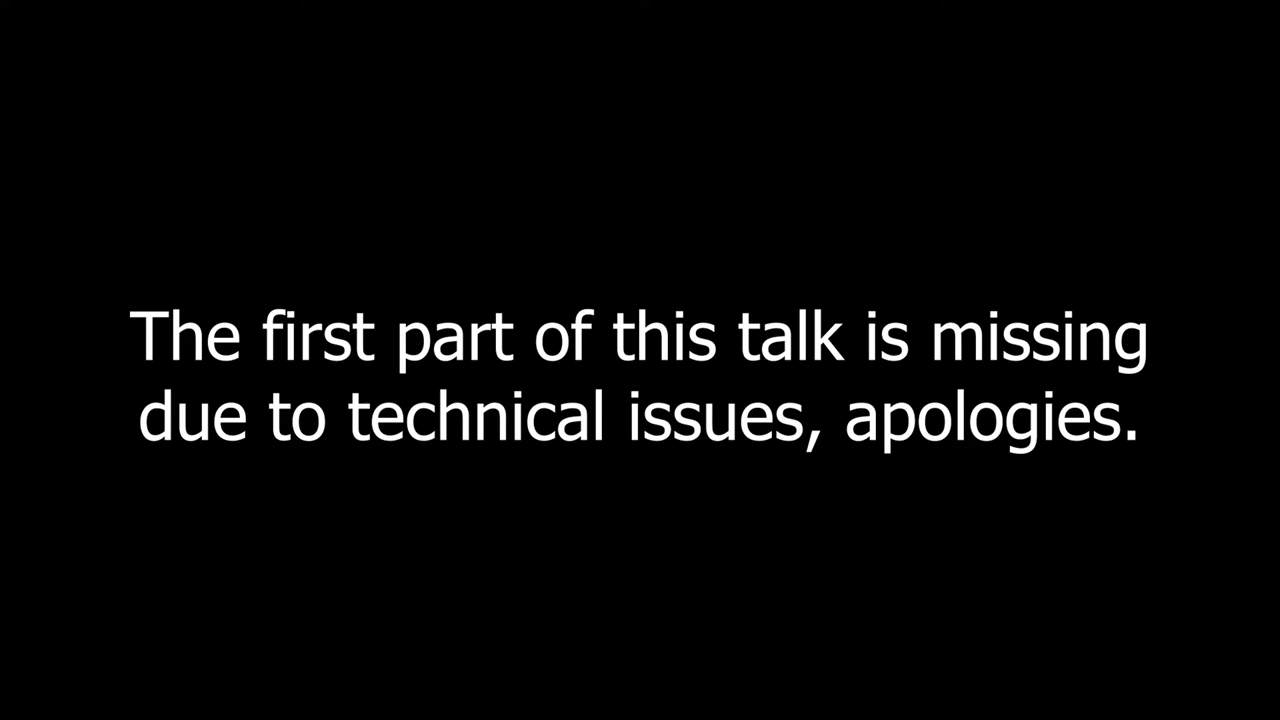 The first part of this talk is missing
due to technical issues, apologies.